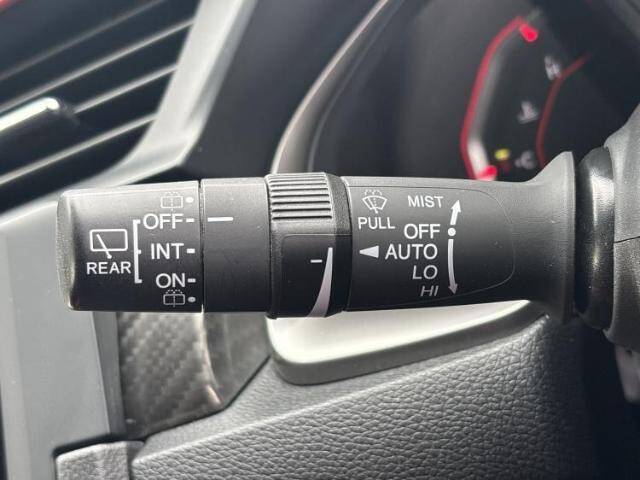 OFF
REAR
INT
ON
PULL
MIST
OFF
AUTO
LO
HI